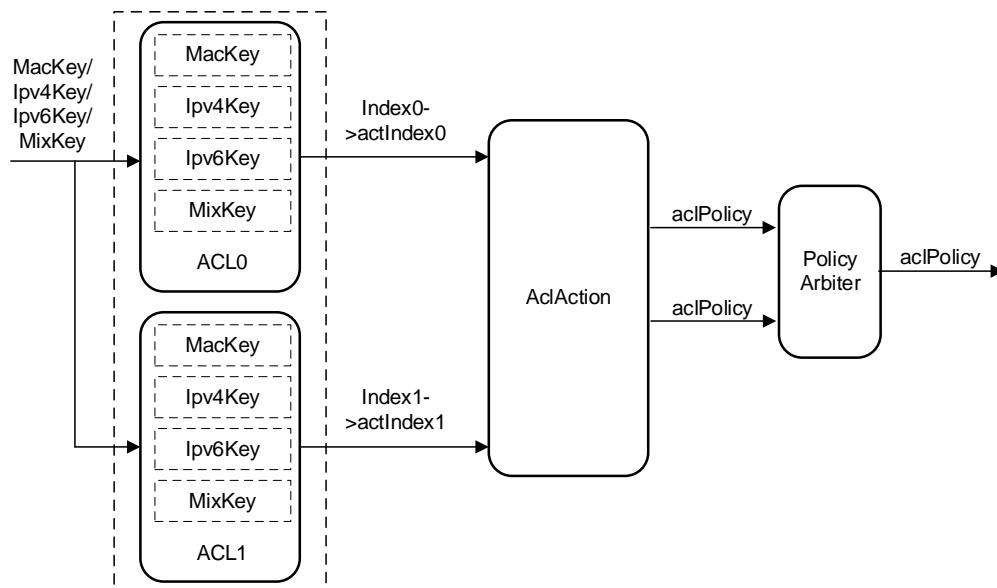 MacKey/
Ipv4Key/
Ipv6Key/
MixKey
MacKey
Ipv4Key
Ipv6Key
MixKey
ACL0
MacKey
Ipv4Key
Ipv6Key
MixKey
ACL1
Index0-
>actIndex0
Index1-
>actIndex1
AclAction
aclPolicy
aclPolicy
Policy
Arbiter
aclPolicy